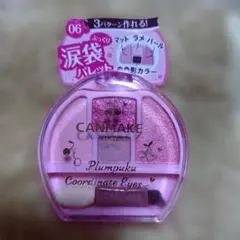 06
3パターン作れる!
ぷっくり
涙袋
パレット
マット ラメ パール
CANMAKE
Plumpuku
Coordinate Eyes